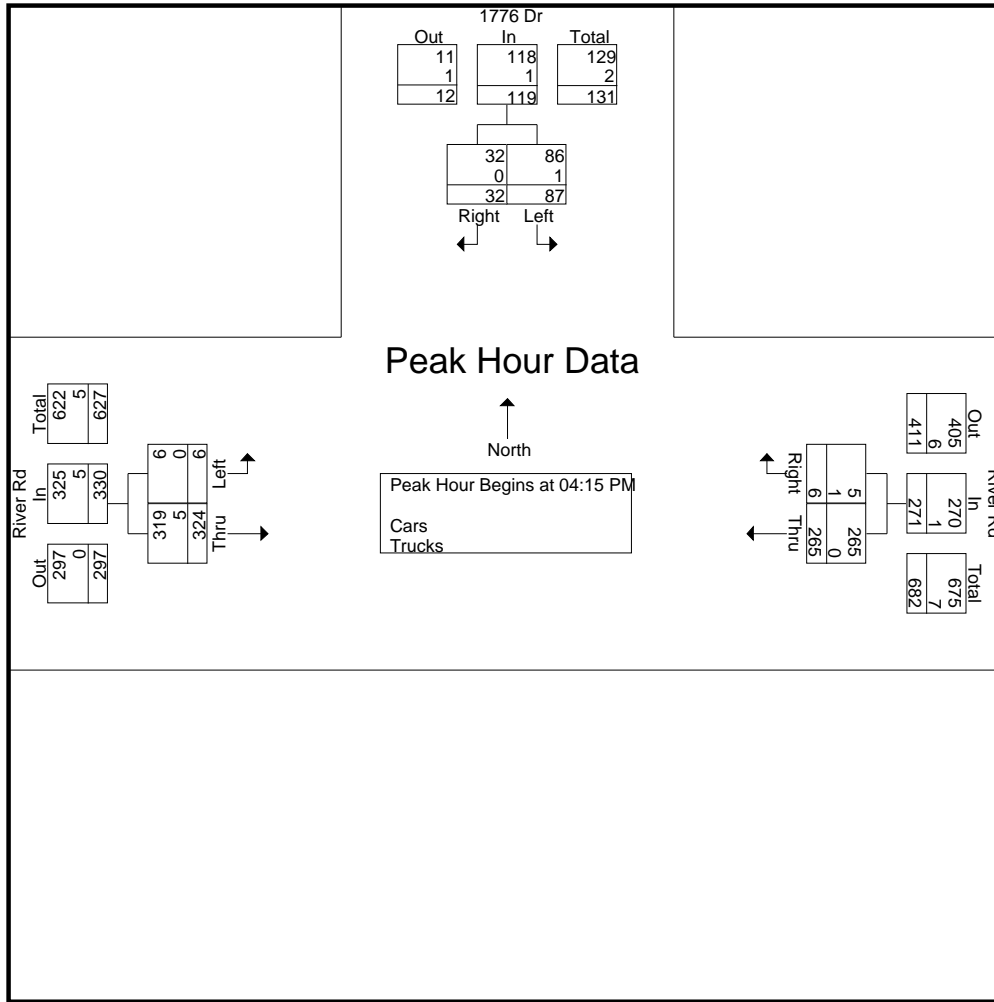 1776 Dr
Out In Total
11 118 129
1 1 2
12 119 131
32 86
0 1
32 87
Right Left
Peak Hour Data
North
Peak Hour Begins at 04:15 PM
Cars
Trucks
River Rd
Total In Out
622 325 297
5 5 0
627 330 297
6 319
0 5
6 324
Left Thru
River Rd
Out In Total
405 270 675
6 1 7
411 271 682
5 265
1 0
6 265
Right Thru